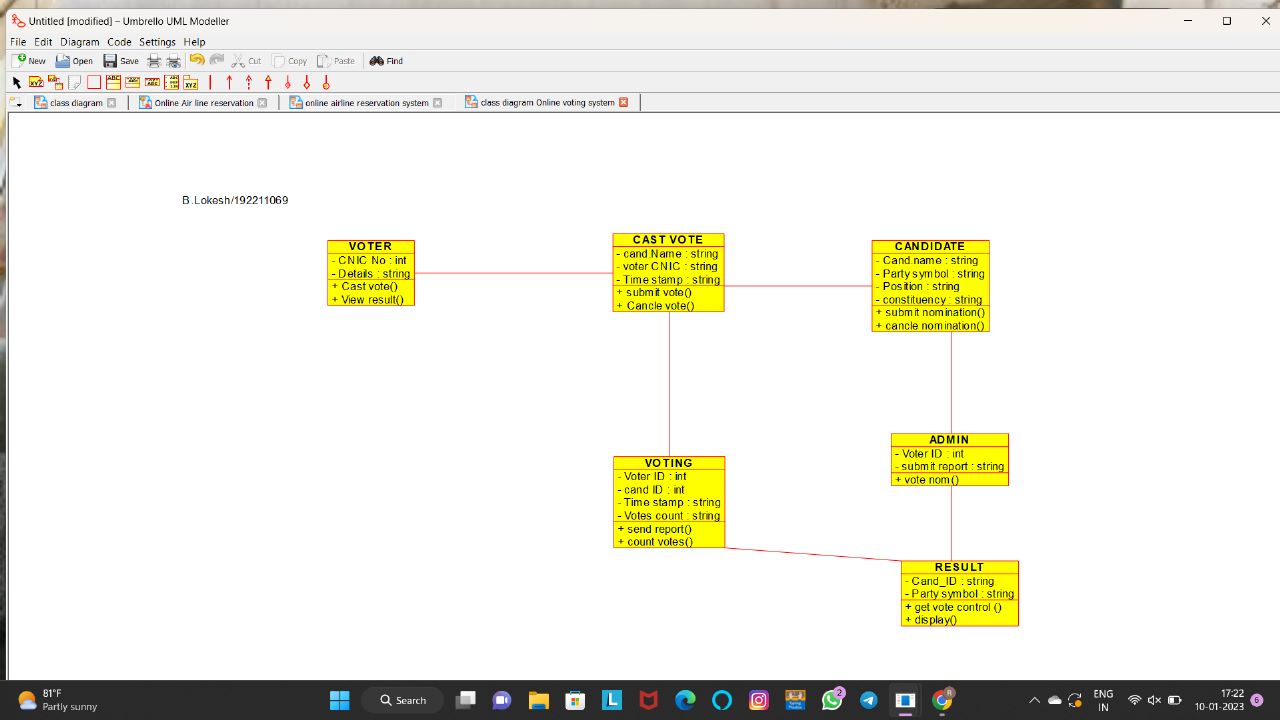 Untitled [modified] – Umbrello UML Modeller
File Edit Diagram Code Settings Help
New Open Save Cut Copy Paste Find
class diagram Online Air line reservation online airline reservation system class diagram Online voting system
B.Lokesh/192211069
VOTER
- CNIC No : int
- Details : string
+ Cast vote()
+ View result()
CAST VOTE
- cand Name : string
- voter CNIC : string
- Time stamp : string
+ submit vote()
+ Cancle vote()
CANDIDATE
- Cand.name : string
- Party symbol : string
- Position : string
- constituency : string
+ submit nomination()
+ cancle nomination()
ADMIN
- Voter ID : int
- submit report : string
+ vote nom()
VOTING
- Voter ID : int
- cand ID : int
- Time stamp : string
- Votes count : string
+ send report()
+ count votes()
RESULT
- Cand_ID : string
- Party symbol : string
+ get vote control ()
+ display()
81°F
Partly sunny
Search
2
ENG
IN
17:22
10-01-2023
6